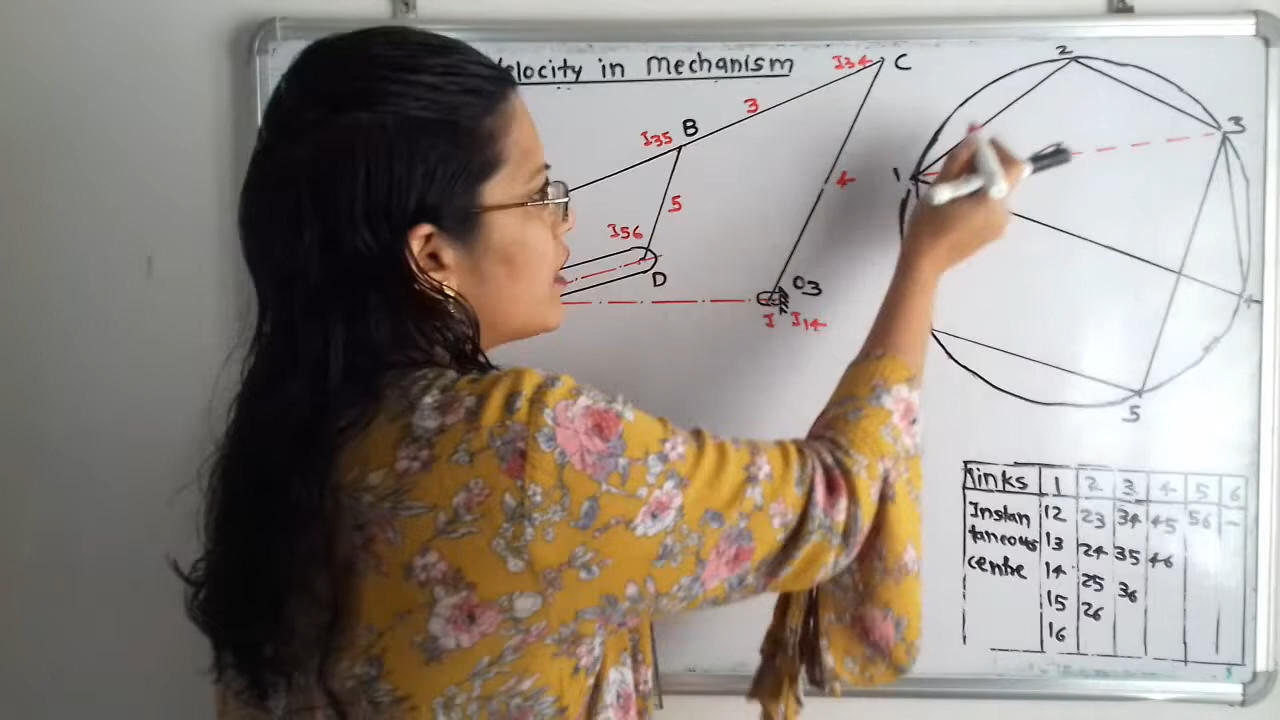 elocity in Mechanism
I34 C
3
B
I35
4
5
I56
D
O3
I I14
2
3
1
4
5
Links 1 2 3 4 5 6
Instan 12 23 34 45 56 -
taneous 13 24 35 46
centre 14 25 36
15 26
16